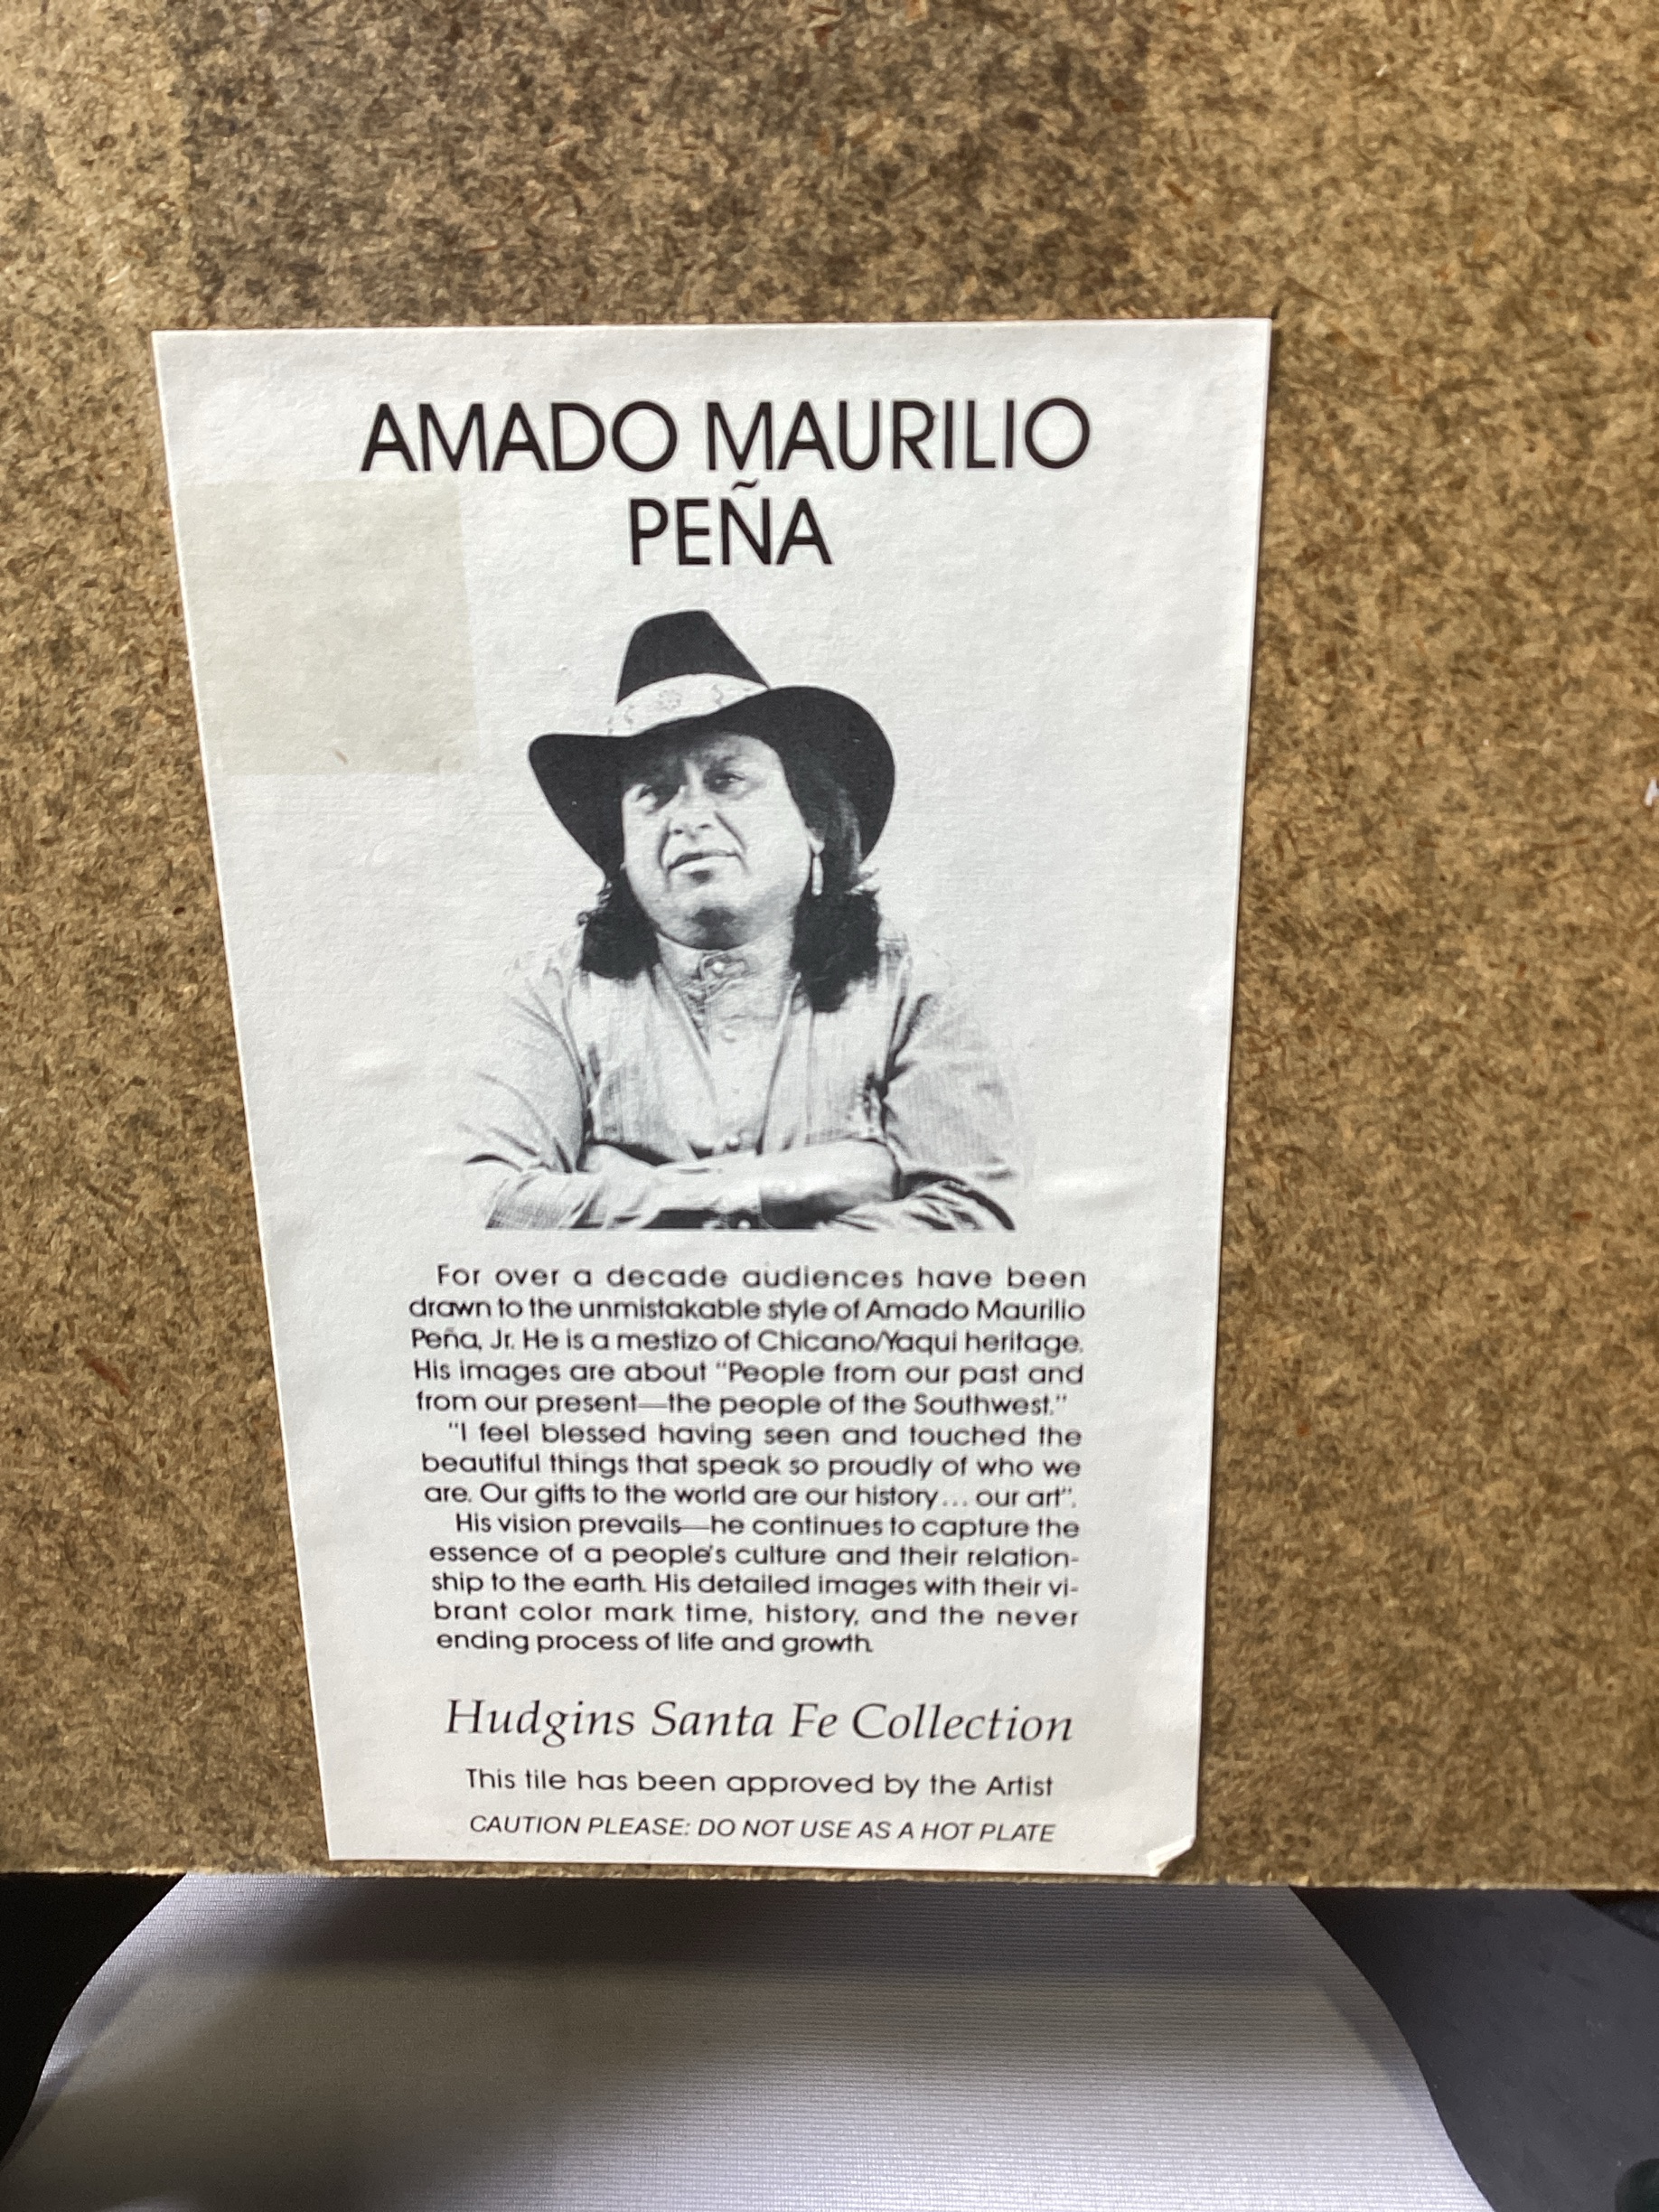 AMADO MAURILIO
PEÑA
For over a decade audiences have been
drawn to the unmistakable style of Amado Maurilio
Peña, Jr. He is a mestizo of Chicano/Yaqui heritage.
His images are about "People from our past and
from our present—the people of the Southwest."
"I feel blessed having seen and touched the
beautiful things that speak so proudly of who we
are. Our gifts to the world are our history... our art".
His vision prevails—he continues to capture the
essence of a people's culture and their relation-
ship to the earth. His detailed images with their vi-
brant color mark time, history, and the never
ending process of life and growth.
Hudgins Santa Fe Collection
This tile has been approved by the Artist
CAUTION PLEASE: DO NOT USE AS A HOT PLATE